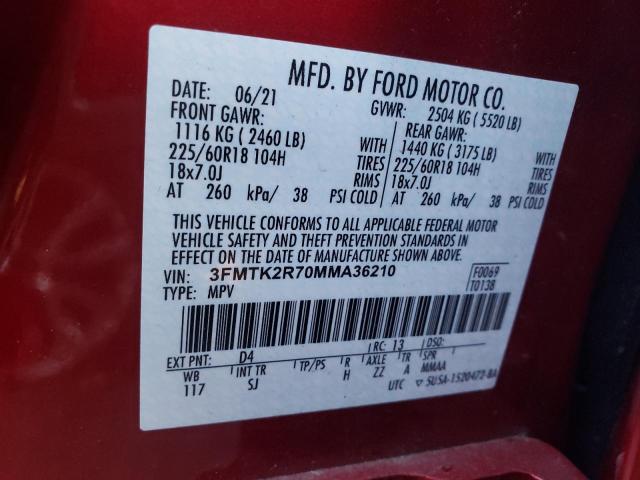 MFD. BY FORD MOTOR CO.
DATE: 06/21 GVWR: 2504 KG ( 5520 LB)
FRONT GAWR: REAR GAWR:
1116 KG ( 2460 LB) 1440 KG ( 3175 LB)
225/60R18 104H TIRES 225/60R18 104H TIRES
18x7.0J RIMS 18x7.0J RIMS
AT 260 kPa/ 38 PSI COLD AT 260 kPa/ 38 PSI COLD
THIS VEHICLE CONFORMS TO ALL APPLICABLE FEDERAL MOTOR
VEHICLE SAFETY AND THEFT PREVENTION STANDARDS IN
EFFECT ON THE DATE OF MANUFACTURE SHOWN ABOVE.
VIN: 3FMTK2R70MMA36210 F0069
TYPE: MPV T0138
EXT PNT: D4 RC: 13 DSO:
WB INT TR TP/PS R AXLE TR SPR
117 SJ H ZZ A MMAA
UTC ▽ 5USA-1520472-BA